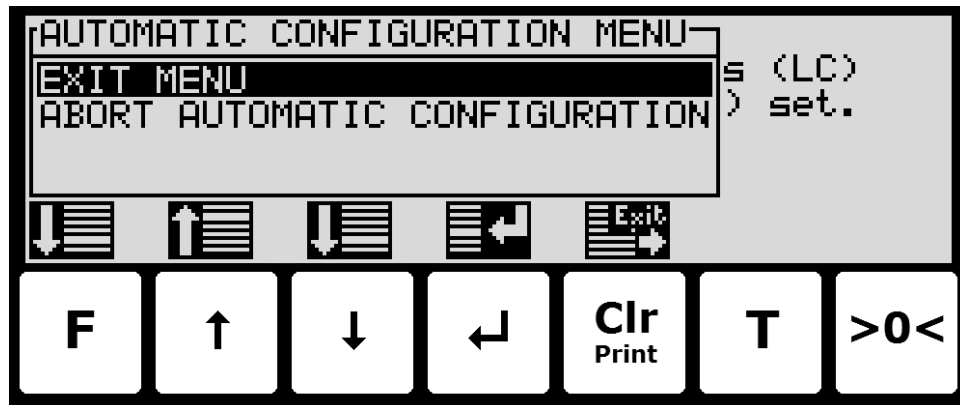 AUTOMATIC CONFIGURATION MENU
EXIT MENU
s (LC)
ABORT AUTOMATIC CONFIGURATION
) set.
Exit
F ↑ ↓ ↵ Clr T >0<
Print